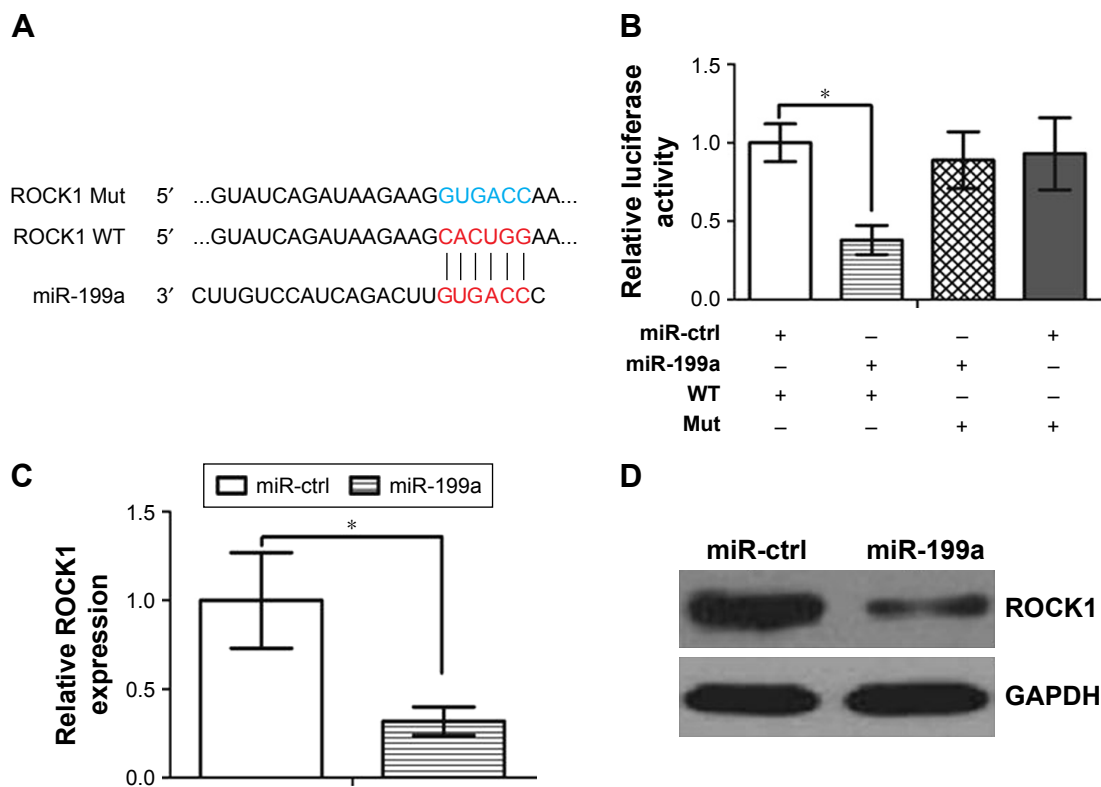 A
ROCK1 Mut 5′ ...GUAUCAGAUAAGAAGGUGACCAA...
ROCK1 WT 5′ ...GUAUCAGAUAAGAAGCACUGGAA...
miR-199a 3′ CUUGUCCAUCAGACUUGUGACCC
B
Relative luciferase
activity
1.5
1.0
0.5
0.0
*
miR-ctrl + – – +
miR-199a – + + –
WT + + – –
Mut – – + +
C
miR-ctrl miR-199a
Relative ROCK1
expression
1.5
1.0
0.5
0.0
*
D
miR-ctrl miR-199a
ROCK1
GAPDH